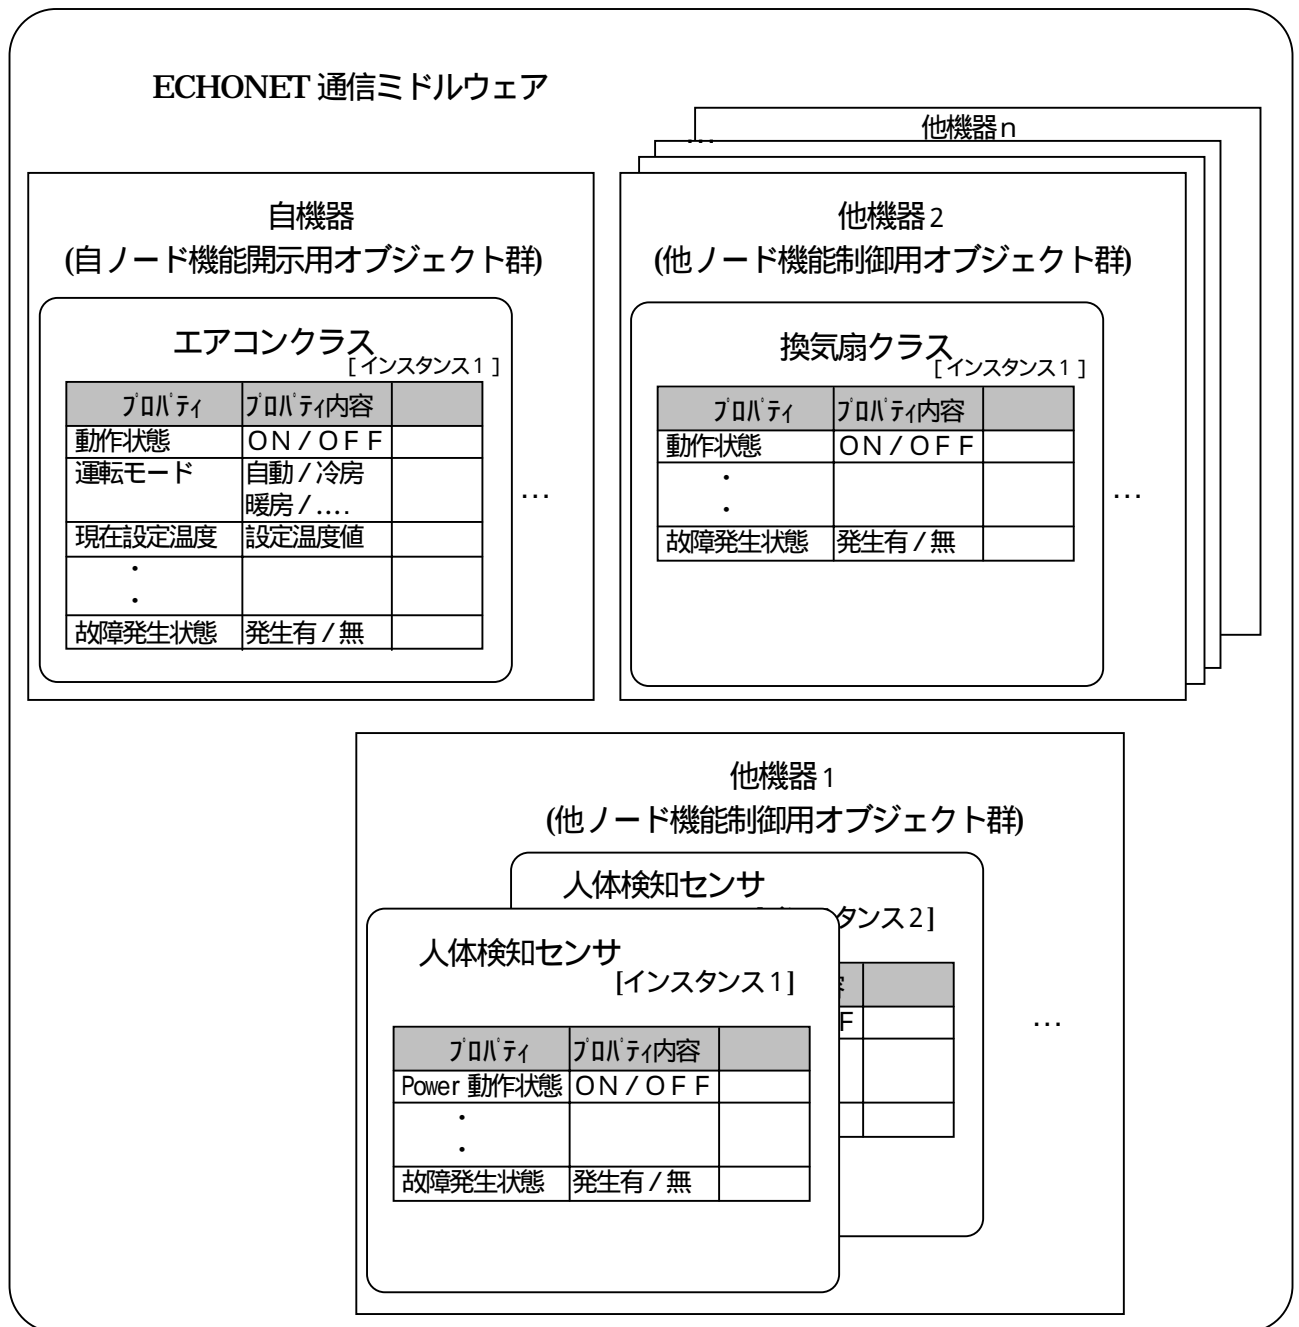 ECHONET 通信ミドルウェア
他機器n
…
自機器
(自ノード機能開示用オブジェクト群)
エアコンクラス
[インスタンス1]
ﾌﾟﾛﾊﾟﾃｨ ﾌﾟﾛﾊﾟﾃｨ内容
動作状態 ON/OFF
運転モード 自動/冷房
暖房/….
現在設定温度 設定温度値
・
・
故障発生状態 発生有/無
…
他機器2
(他ノード機能制御用オブジェクト群)
換気扇クラス
[インスタンス1]
ﾌﾟﾛﾊﾟﾃｨ ﾌﾟﾛﾊﾟﾃｨ内容
動作状態 ON/OFF
・
・
故障発生状態 発生有/無
…
他機器1
(他ノード機能制御用オブジェクト群)
人体検知センサ
タンス2]
F
人体検知センサ
[インスタンス1]
ﾌﾟﾛﾊﾟﾃｨ ﾌﾟﾛﾊﾟﾃｨ内容
Power 動作状態 ON/OFF
・
・
故障発生状態 発生有/無
…